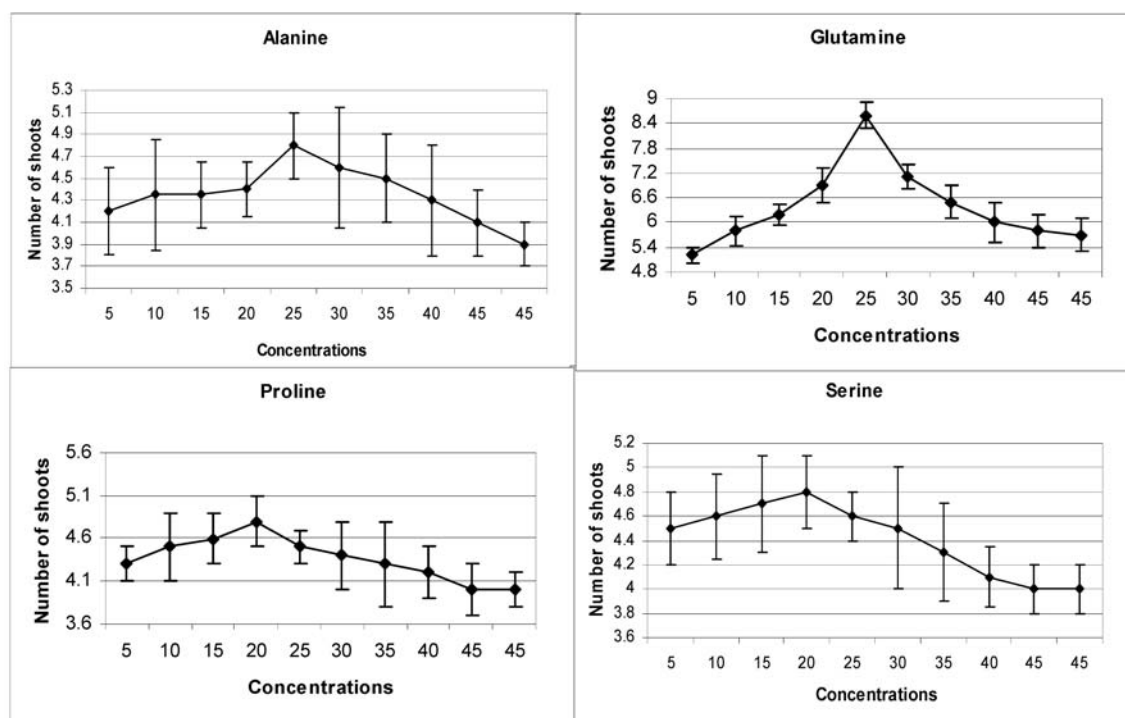 Alanine
Number of shoots
5.3
5.1
4.9
4.7
4.5
4.3
4.1
3.9
3.7
3.5
5 10 15 20 25 30 35 40 45 45
Concentrations
Glutamine
Number of shoots
9
8.4
7.8
7.2
6.6
6
5.4
4.8
5 10 15 20 25 30 35 40 45 45
Concentrations
Proline
Number of shoots
5.6
5.1
4.6
4.1
3.6
5 10 15 20 25 30 35 40 45 45
Concentrations
Serine
Number of shoots
5.2
5
4.8
4.6
4.4
4.2
4
3.8
3.6
5 10 15 20 25 30 35 40 45 45
Concentrations